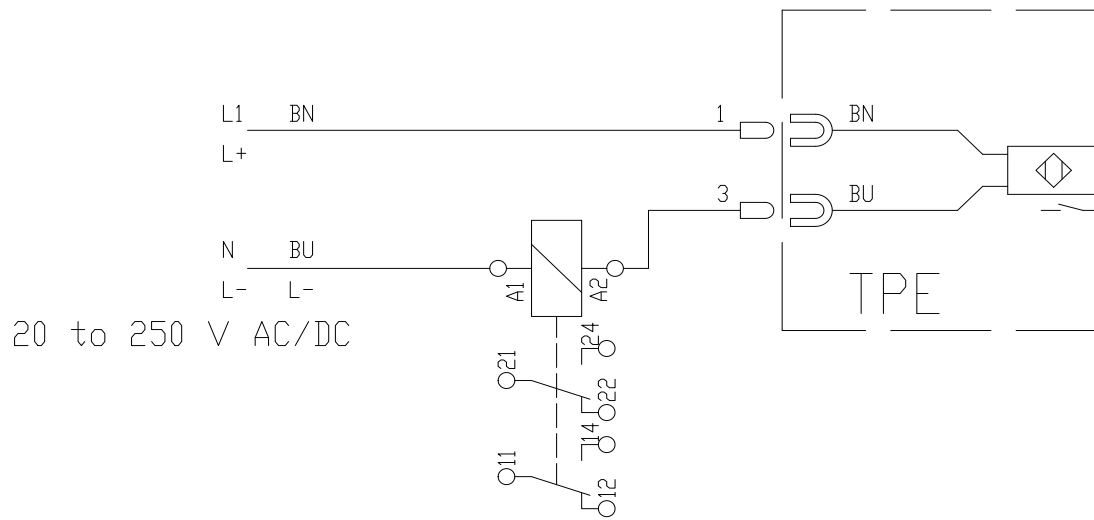 L1 BN 1 BN
L+
3 BU
N BU
L- L-
A1 A2
TPE
20 to 250 V AC/DC
24
21
22
14
11
12